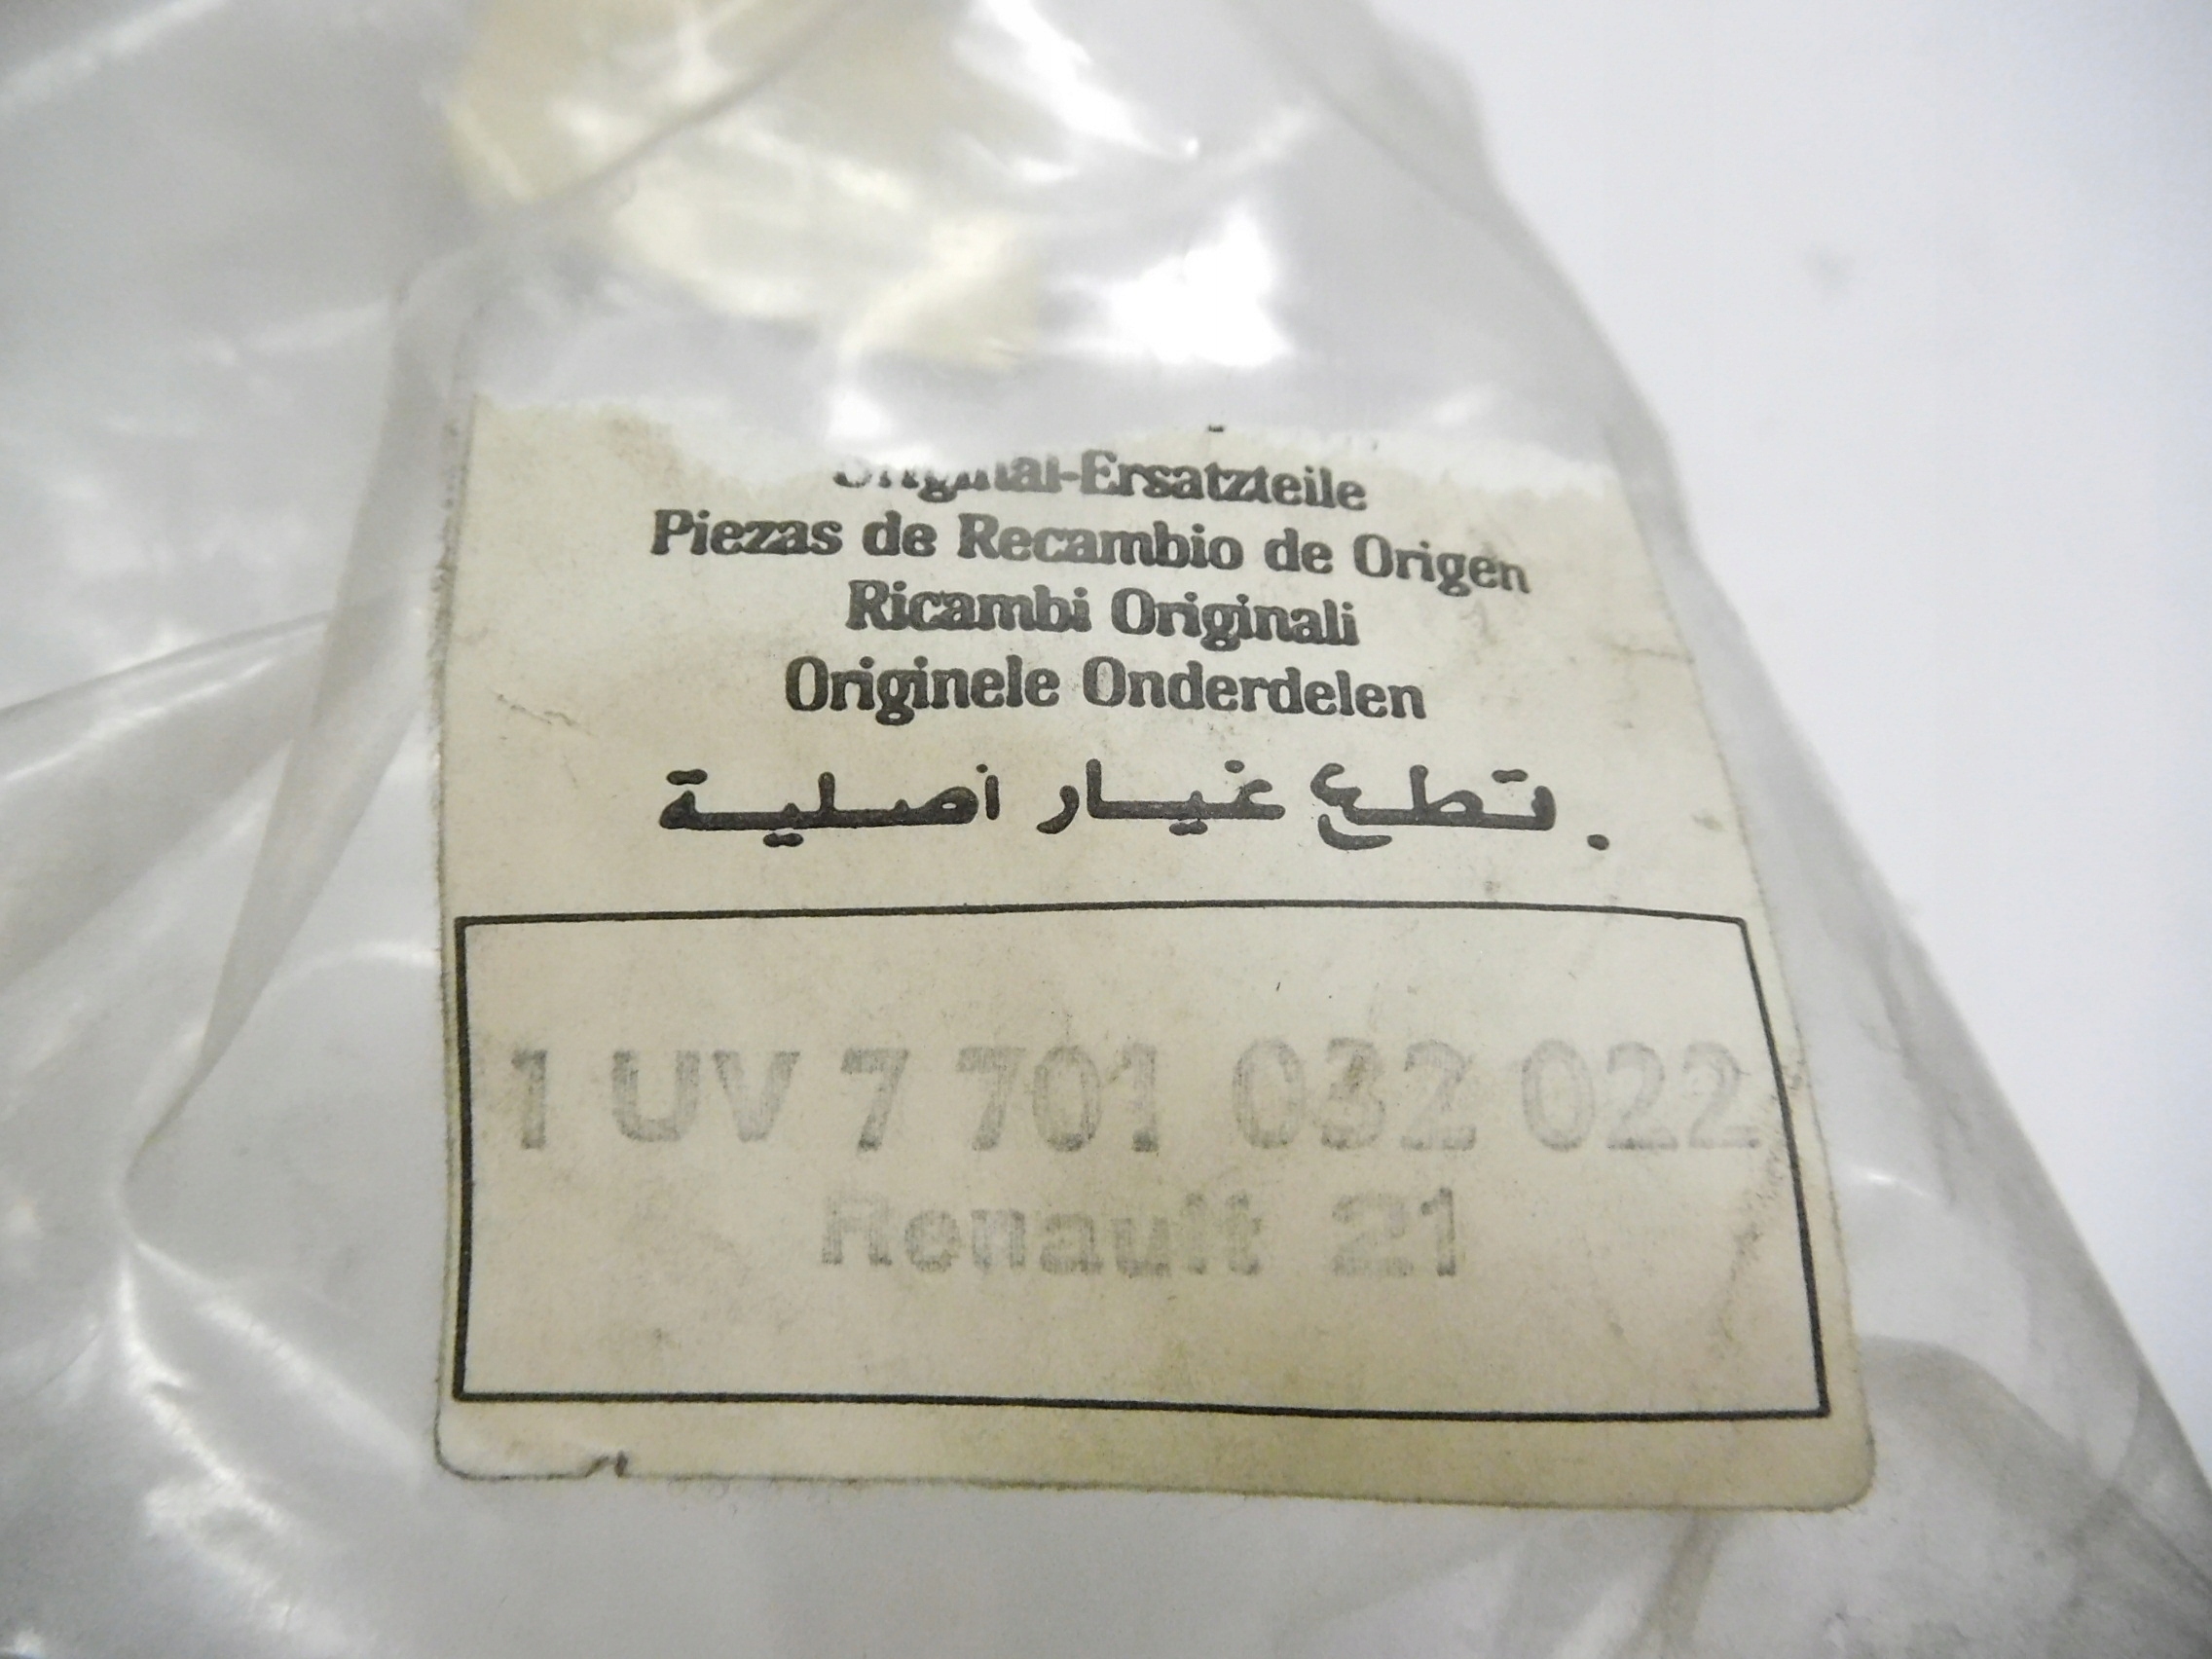 Original-Ersatzteile
Piezas de Recambio de Origen
Ricambi Originali
Originele Onderdelen
قطع غيار أصلية .
1 UV 7 701 032 022
Renault 21